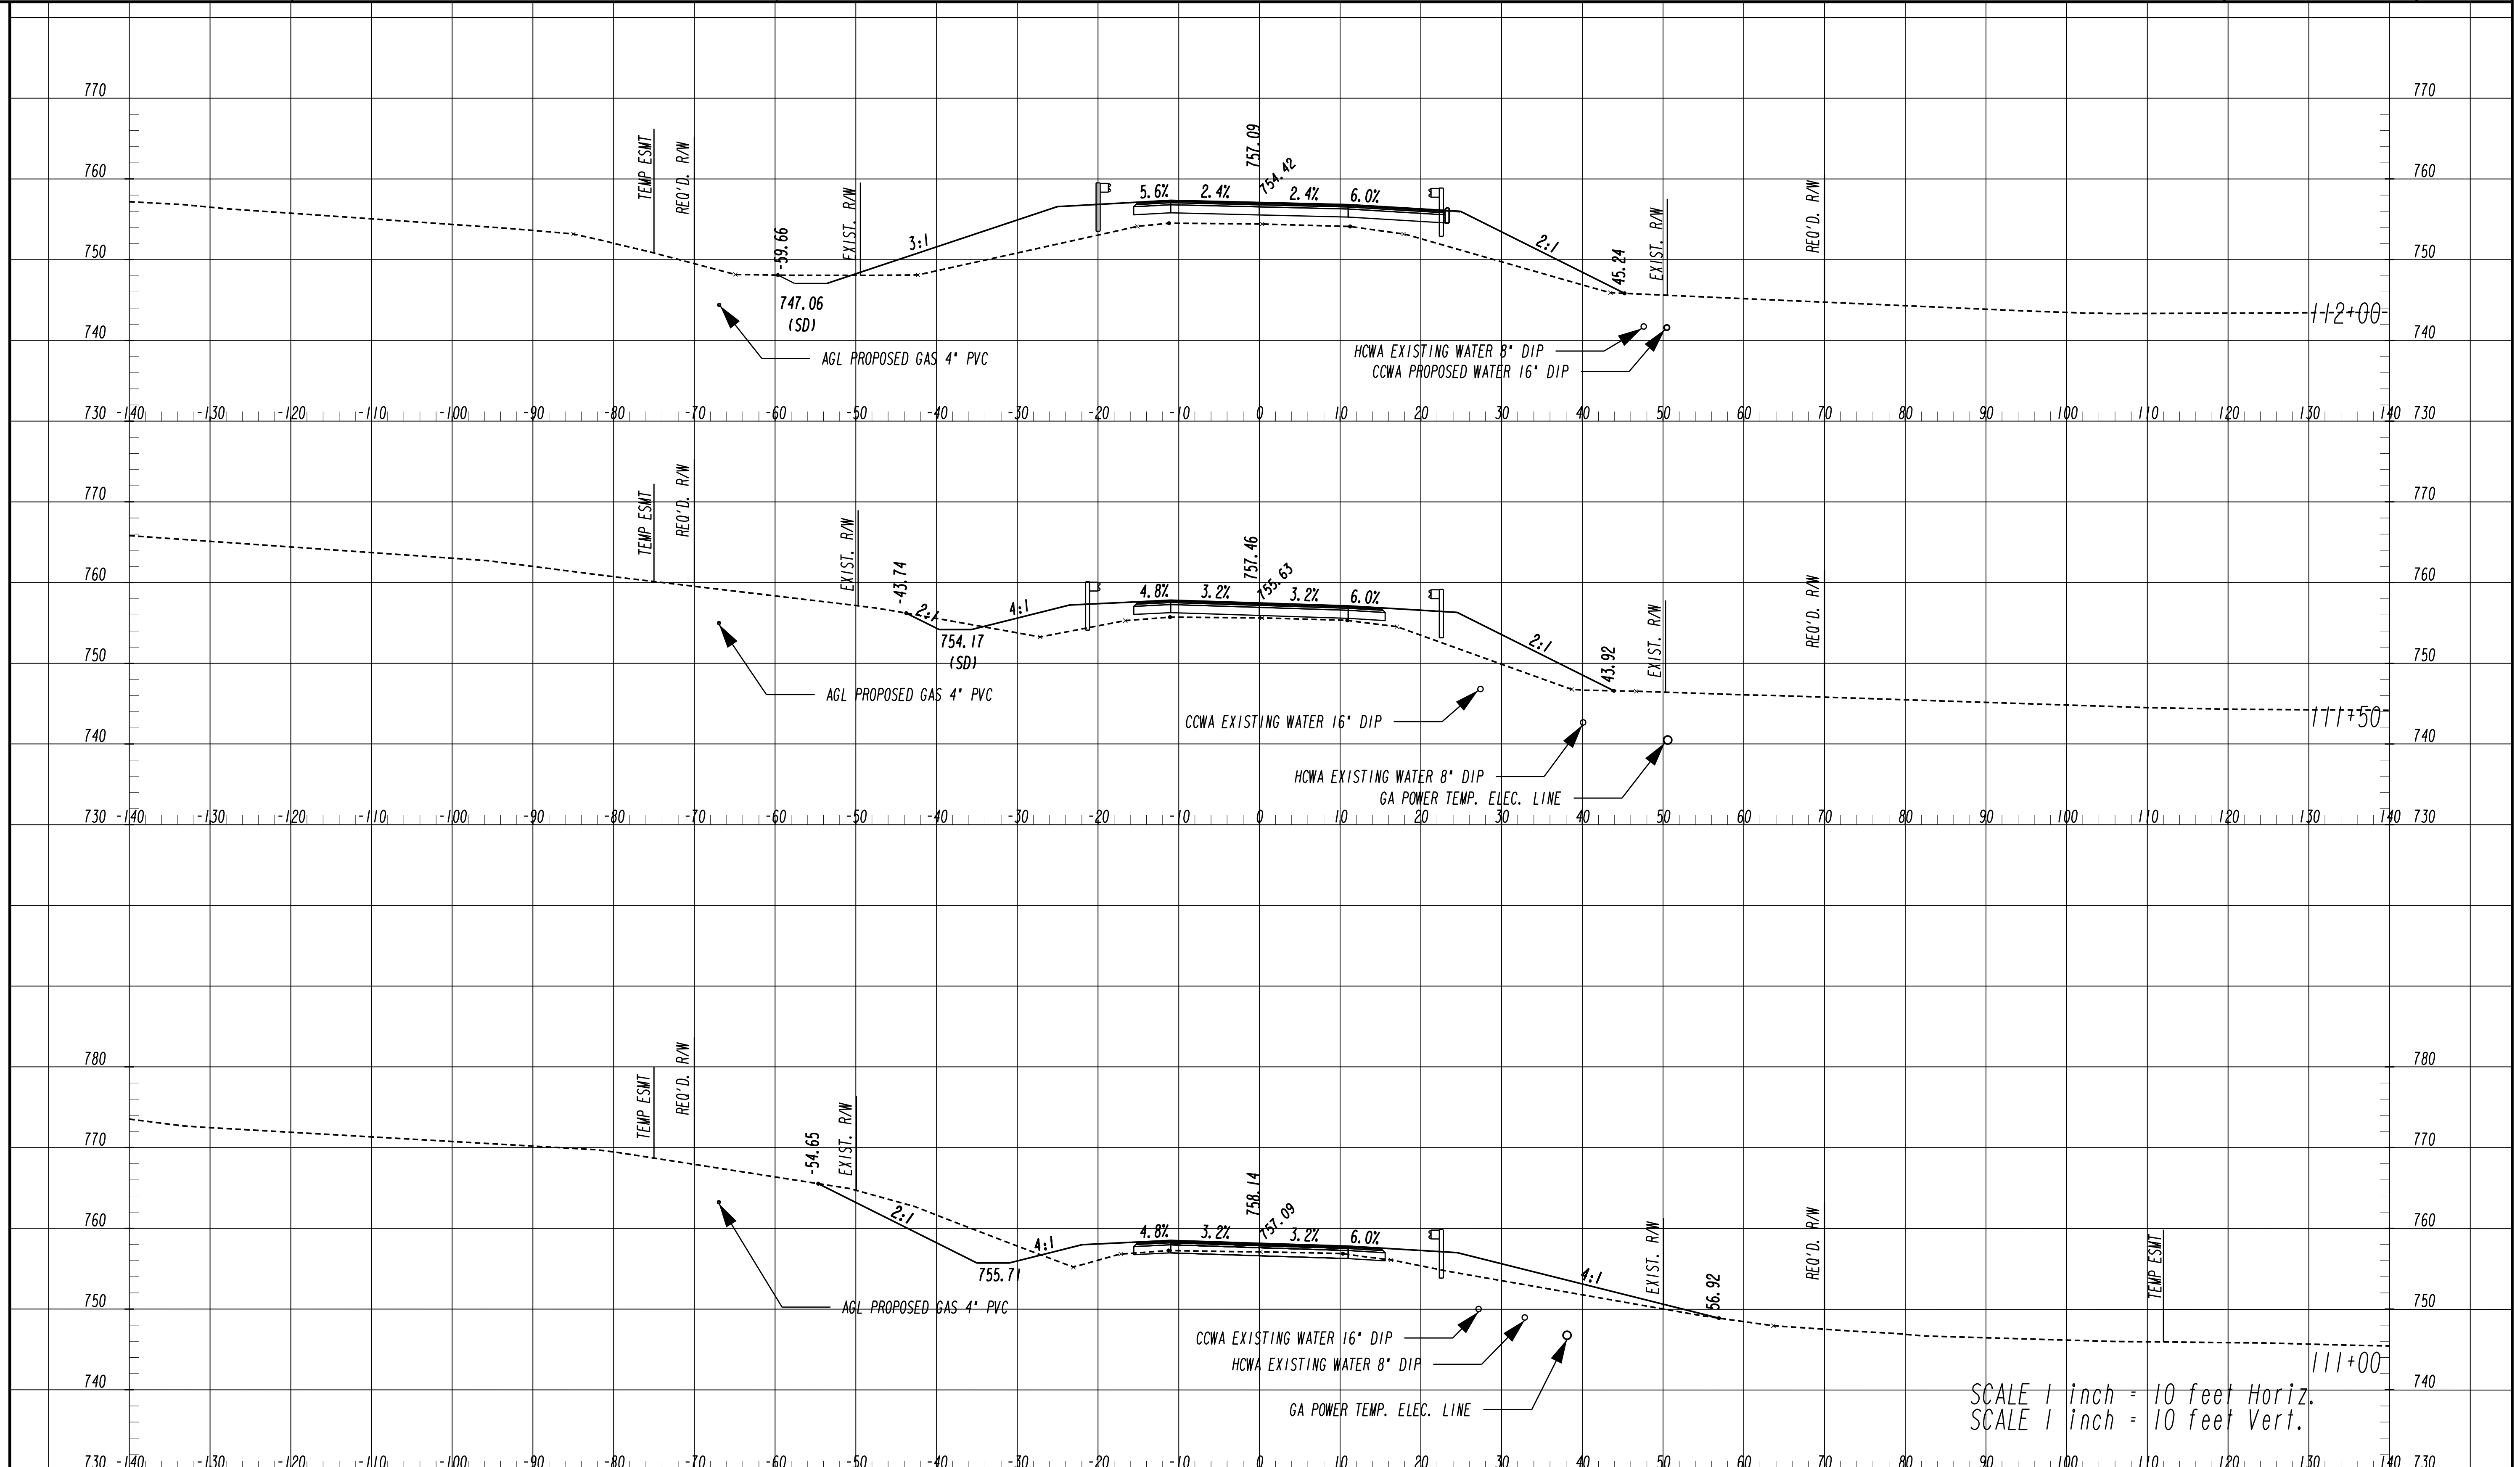 770 770
TEMP ESMT
REQ'D. R/W
757.09
754.42
760 760
5.6% 2.4% 2.4% 6.0%
EXIST. R/W
REQ'D. R/W
-59.66
EXIST. R/W
3:1
2:1
45.24
750 750
747.06
(SD)
112+00
740 740
AGL PROPOSED GAS 4" PVC
HCWA EXISTING WATER 8" DIP
CCWA PROPOSED WATER 16" DIP
730 -140 -130 -120 -110 -100 -90 -80 -70 -60 -50 -40 -30 -20 -10 0 10 20 30 40 50 60 70 80 90 100 110 120 130 140 730
770 770
TEMP ESMT
REQ'D. R/W
EXIST. R/W
757.46
755.63
760 760
-43.74
2:1
4:1
4.8% 3.2% 3.2% 6.0%
2:1
43.92
EXIST. R/W
REQ'D. R/W
754.17
(SD)
750 750
AGL PROPOSED GAS 4" PVC
CCWA EXISTING WATER 16" DIP
111+50
740 740
HCWA EXISTING WATER 8" DIP
GA POWER TEMP. ELEC. LINE
730 -140 -130 -120 -110 -100 -90 -80 -70 -60 -50 -40 -30 -20 -10 0 10 20 30 40 50 60 70 80 90 100 110 120 130 140 730
780 780
TEMP ESMT
REQ'D. R/W
770 770
-54.65
EXIST. R/W
758.14
757.09
760 760
2:1
4:1
4.8% 3.2% 3.2% 6.0%
4:1
EXIST. R/W
56.92
REQ'D. R/W
TEMP ESMT
755.71
750 750
AGL PROPOSED GAS 4" PVC
CCWA EXISTING WATER 16" DIP
HCWA EXISTING WATER 8" DIP
111+00
740 740
GA POWER TEMP. ELEC. LINE
SCALE 1 inch = 10 feet Horiz.
SCALE 1 inch = 10 feet Vert.
730 -140 -130 -120 -110 -100 -90 -80 -70 -60 -50 -40 -30 -20 -10 0 10 20 30 40 50 60 70 80 90 100 110 120 130 140 730